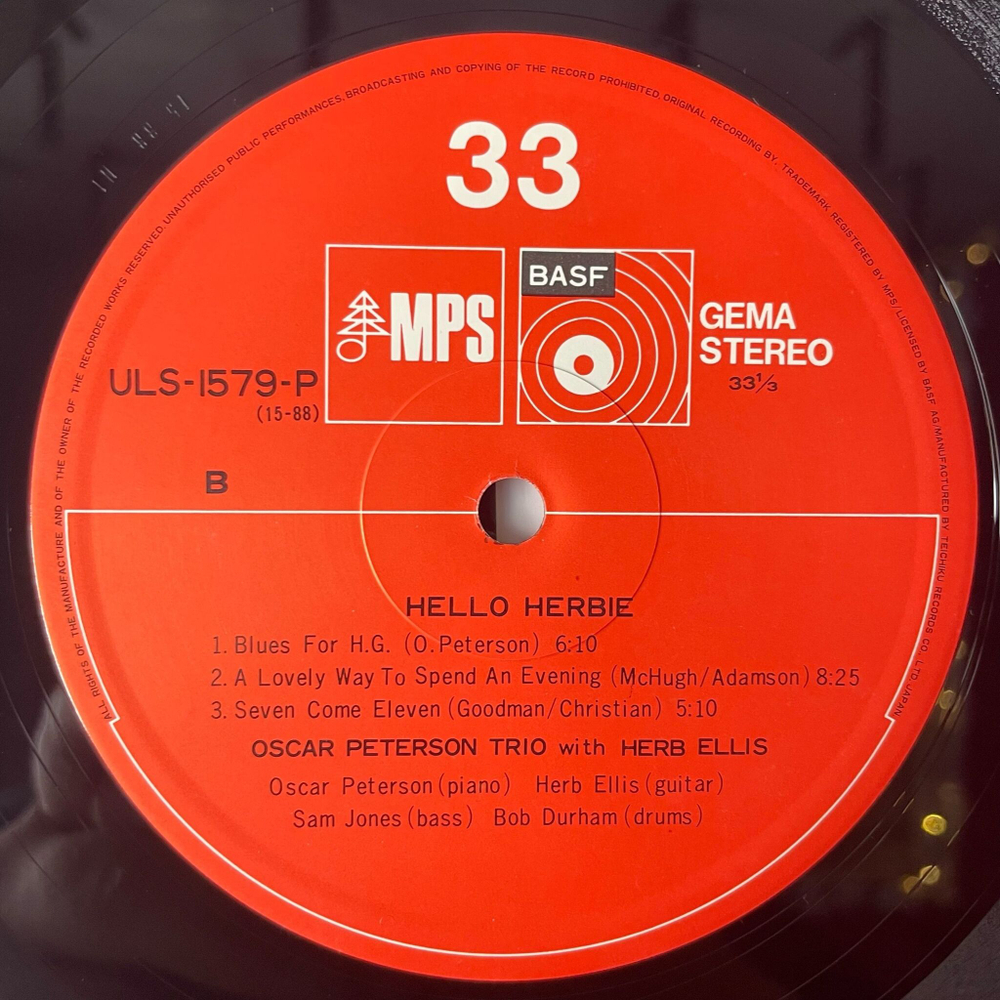 ALL RIGHTS OF THE MANUFACTURE AND OF THE OWNER OF THE RECORDED WORKS RESERVED. UNAUTHORISED PUBLIC PERFORMANCES, BROADCASTING AND COPYING OF THE RECORD PROHIBITED. ORIGINAL RECORDING BY. TRADEMARK REGISTERED BY MPS/LICENSED BY BASF AG/MANUFACTURED BY TEICHIKU RECORDS CO., LTD JAPAN
33
MPS
BASF
GEMA
STEREO
33⅓
ULS-1579-P
(15-88)
B
HELLO HERBIE
1. Blues For H.G. (O. Peterson) 6:10
2. A Lovely Way To Spend An Evening (McHugh/Adamson) 8:25
3. Seven Come Eleven (Goodman/Christian) 5:10
OSCAR PETERSON TRIO with HERB ELLIS
Oscar Peterson (piano) Herb Ellis (guitar)
Sam Jones (bass) Bob Durham (drums)